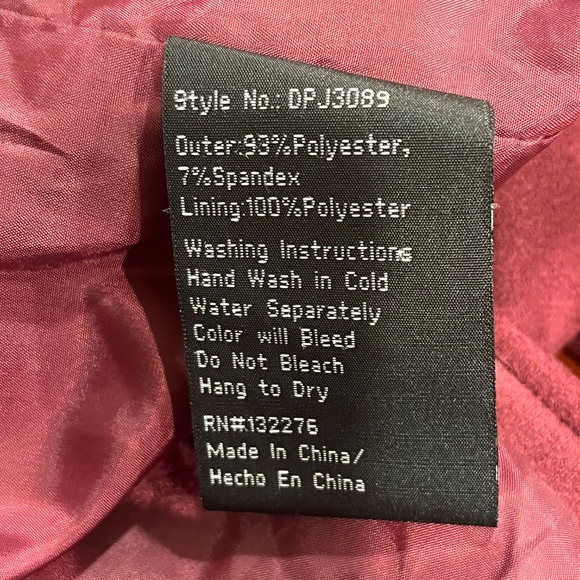 Style No.: DPJ3089
Outer:93%Polyester,
7%Spandex
Lining:100%Polyester
Washing Instructions
Hand Wash in Cold
Water Separately
Color will Bleed
Do Not Bleach
Hang to Dry
RN#132276
Made In China/
Hecho En China